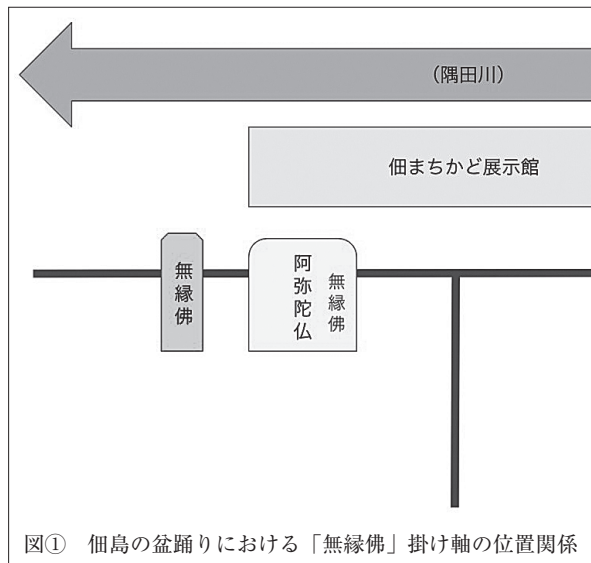 （隅田川）
佃まちかど展示館
無縁佛
阿弥陀仏
無縁佛
図①　佃島の盆踊りにおける「無縁佛」掛け軸の位置関係